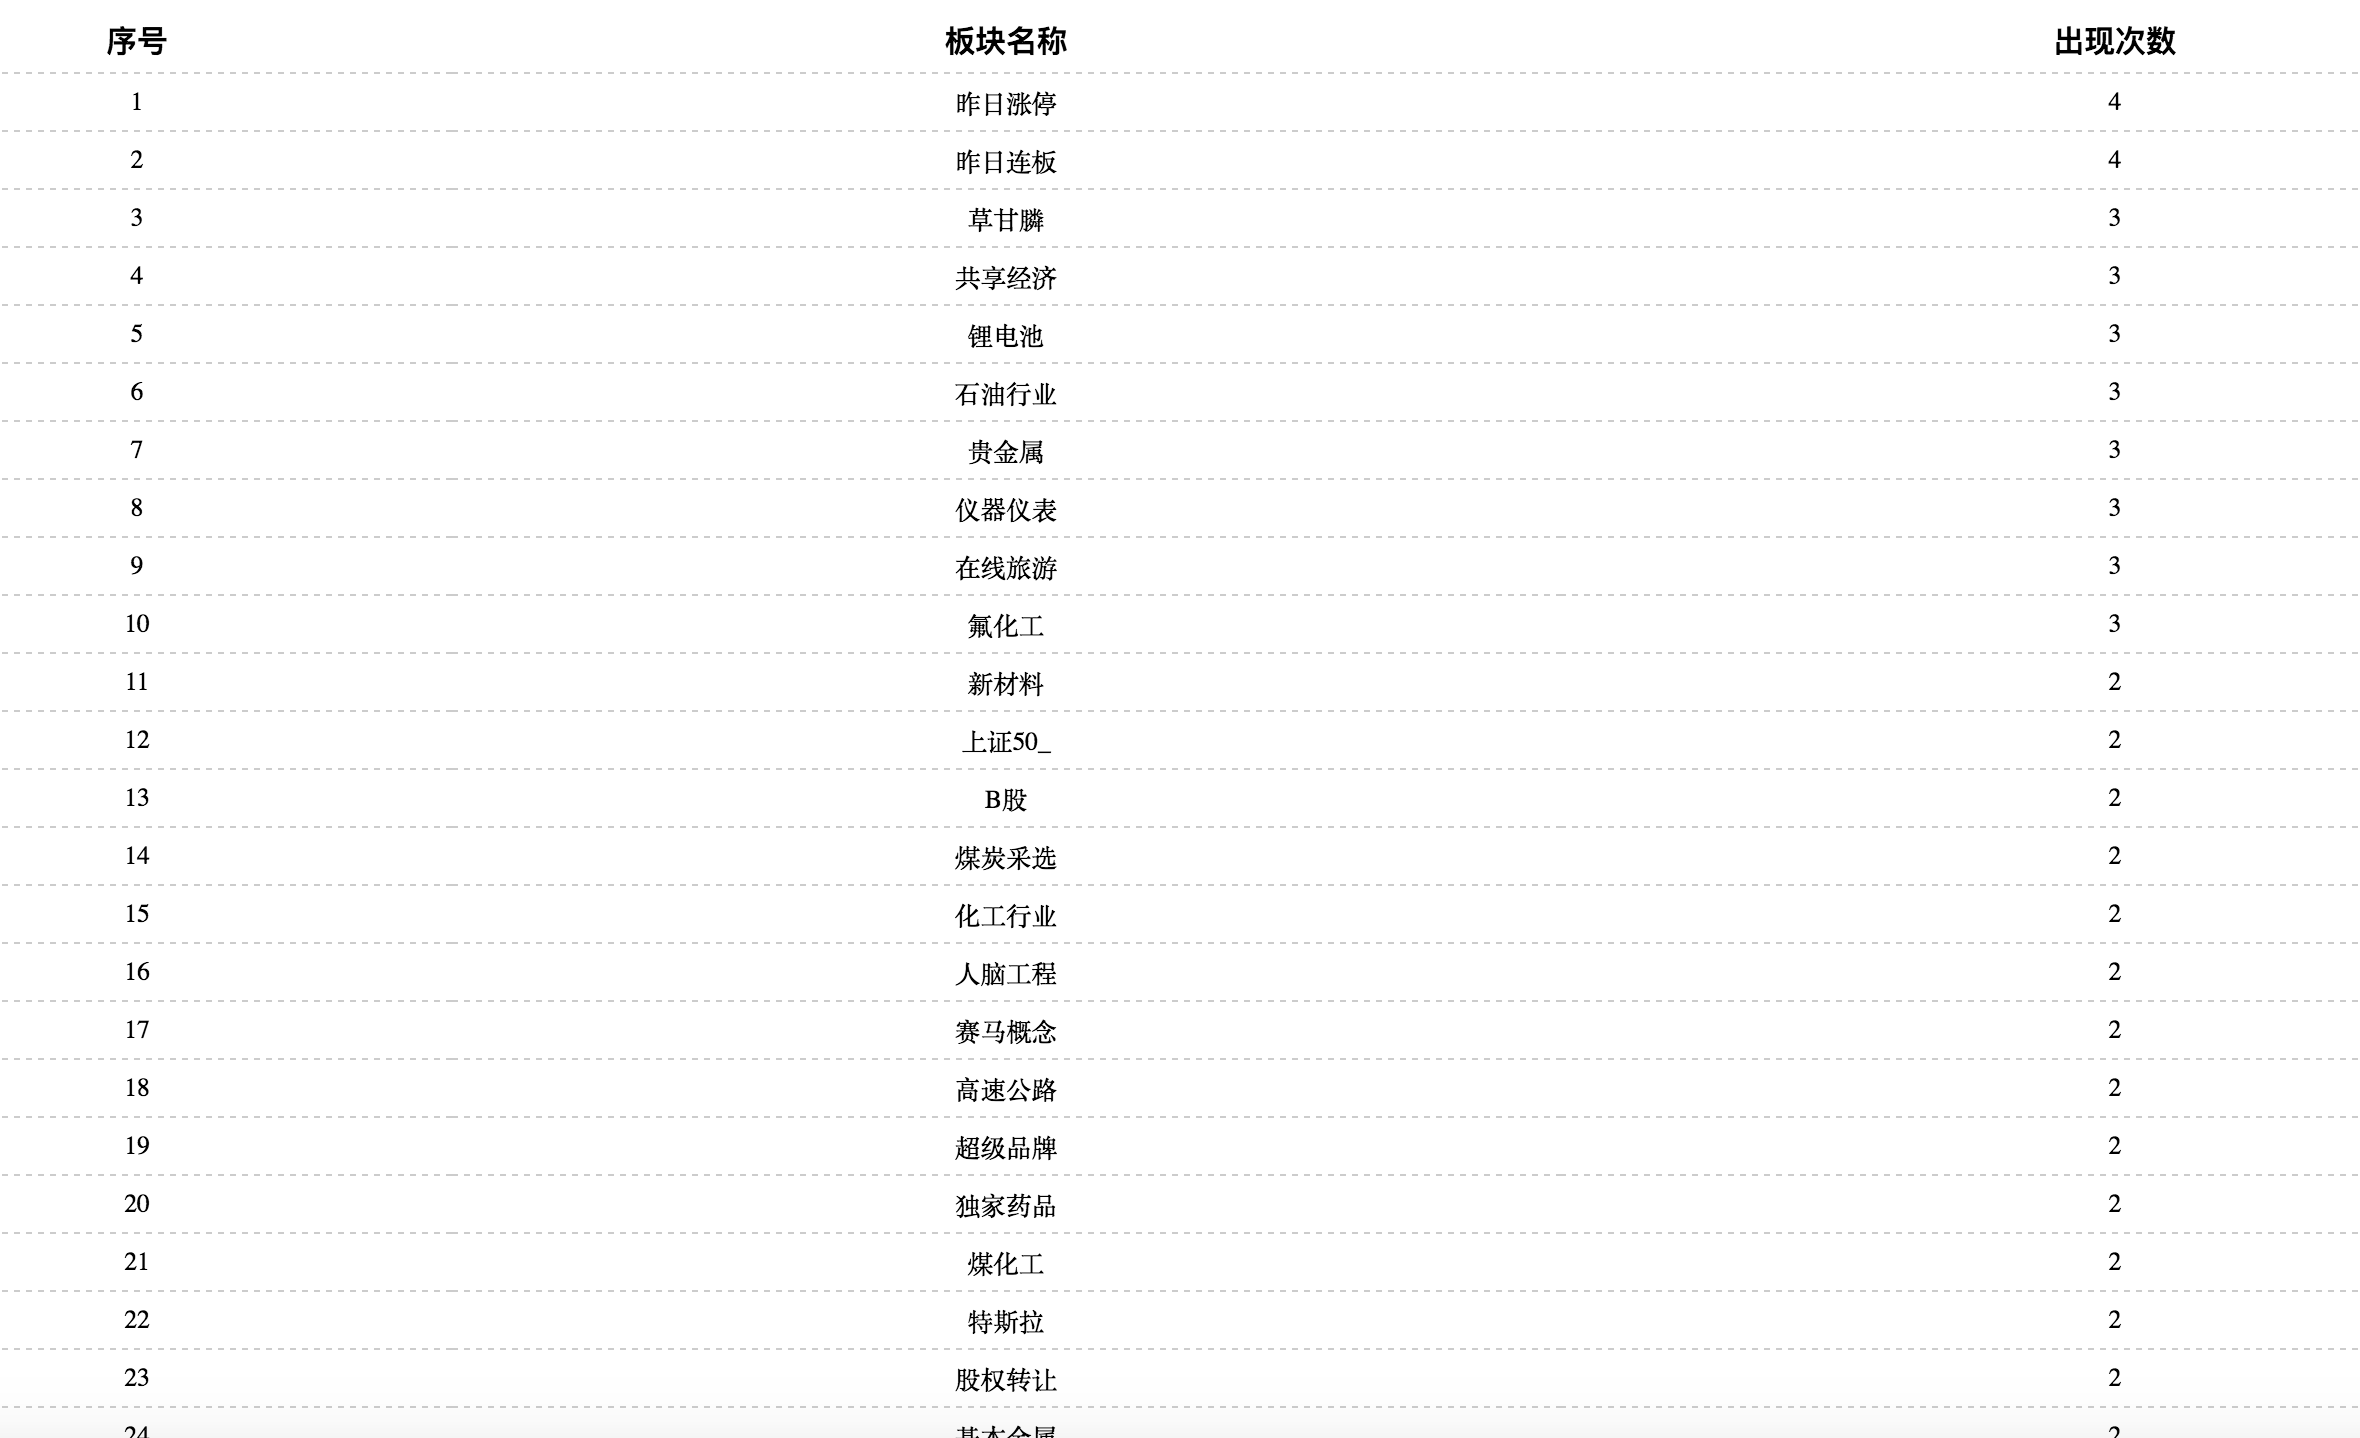 序号 板块名称 出现次数
1 昨日涨停 4
2 昨日连板 4
3 草甘膦 3
4 共享经济 3
5 锂电池 3
6 石油行业 3
7 贵金属 3
8 仪器仪表 3
9 在线旅游 3
10 氟化工 3
11 新材料 2
12 上证50_ 2
13 B股 2
14 煤炭采选 2
15 化工行业 2
16 人脑工程 2
17 赛马概念 2
18 高速公路 2
19 超级品牌 2
20 独家药品 2
21 煤化工 2
22 特斯拉 2
23 股权转让 2
24 基本金属 2